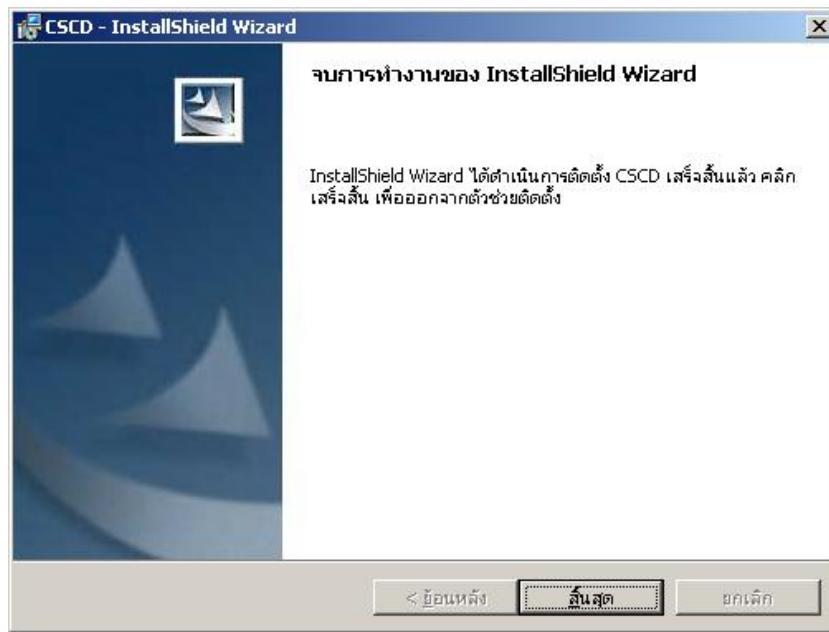 CSCD - InstallShield Wizard
จบการทำงานของ InstallShield Wizard
InstallShield Wizard ได้ดำเนินการติดตั้ง CSCD เสร็จสิ้นแล้ว คลิก
เสร็จสิ้น เพื่อออกจากตัวช่วยติดตั้ง
< ย้อนหลัง สิ้นสุด ยกเลิก